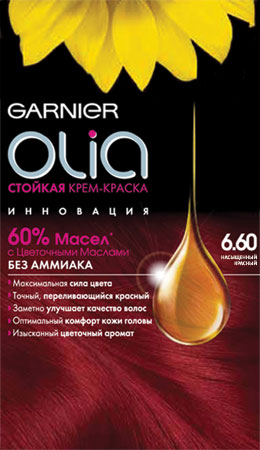 GARNIER
OLIA
СТОЙКАЯ КРЕМ-КРАСКА
ИННОВАЦИЯ
60% Масел*
с Цветочными Маслами
БЕЗ АММИАКА
6.60
НАСЫЩЕННЫЙ
КРАСНЫЙ
› Максимальная сила цвета
› Точный, переливающийся красный
› Заметно улучшает качество волос
› Оптимальный комфорт кожи головы
› Изысканный цветочный аромат